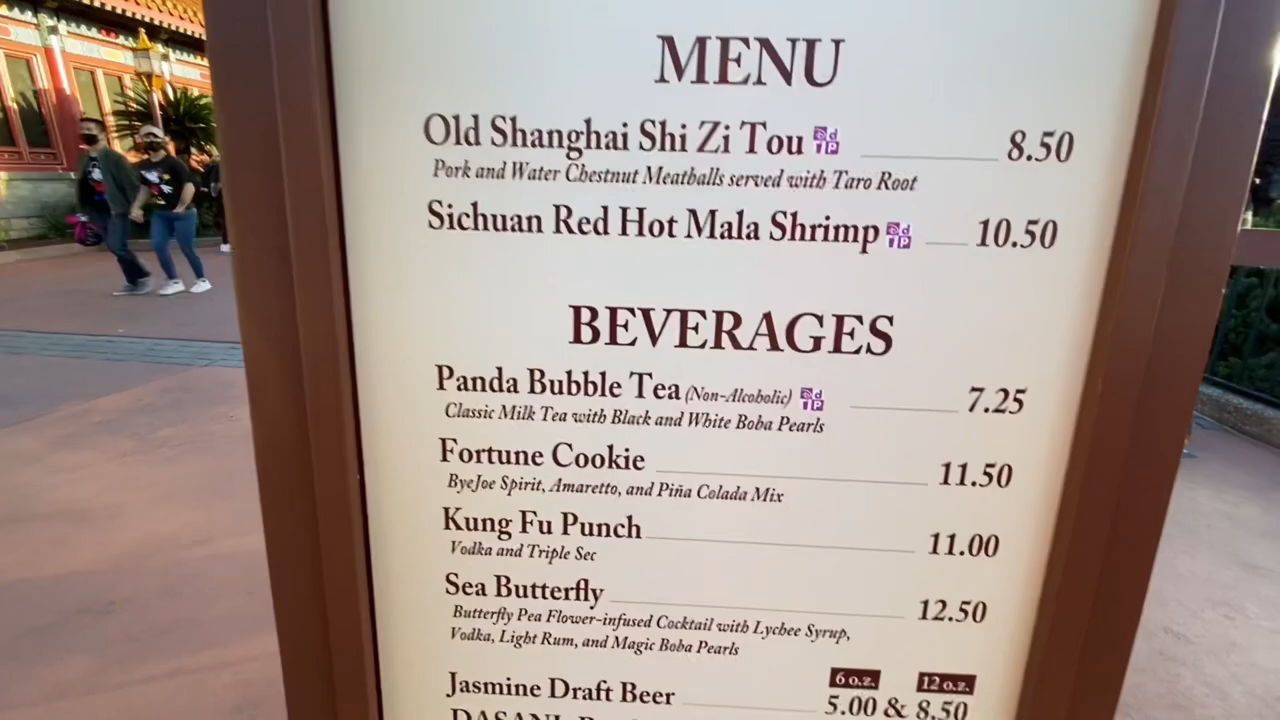 MENU
Old Shanghai Shi Zi Tou 8.50
Pork and Water Chestnut Meatballs served with Taro Root
Sichuan Red Hot Mala Shrimp 10.50
BEVERAGES
Panda Bubble Tea (Non-Alcoholic) 7.25
Classic Milk Tea with Black and White Boba Pearls
Fortune Cookie 11.50
ByeJoe Spirit, Amaretto, and Piña Colada Mix
Kung Fu Punch 11.00
Vodka and Triple Sec
Sea Butterfly 12.50
Butterfly Pea Flower-infused Cocktail with Lychee Syrup,
Vodka, Light Rum, and Magic Boba Pearls
6 o.z. 12 o.z.
Jasmine Draft Beer 5.00 & 8.50
DASANI